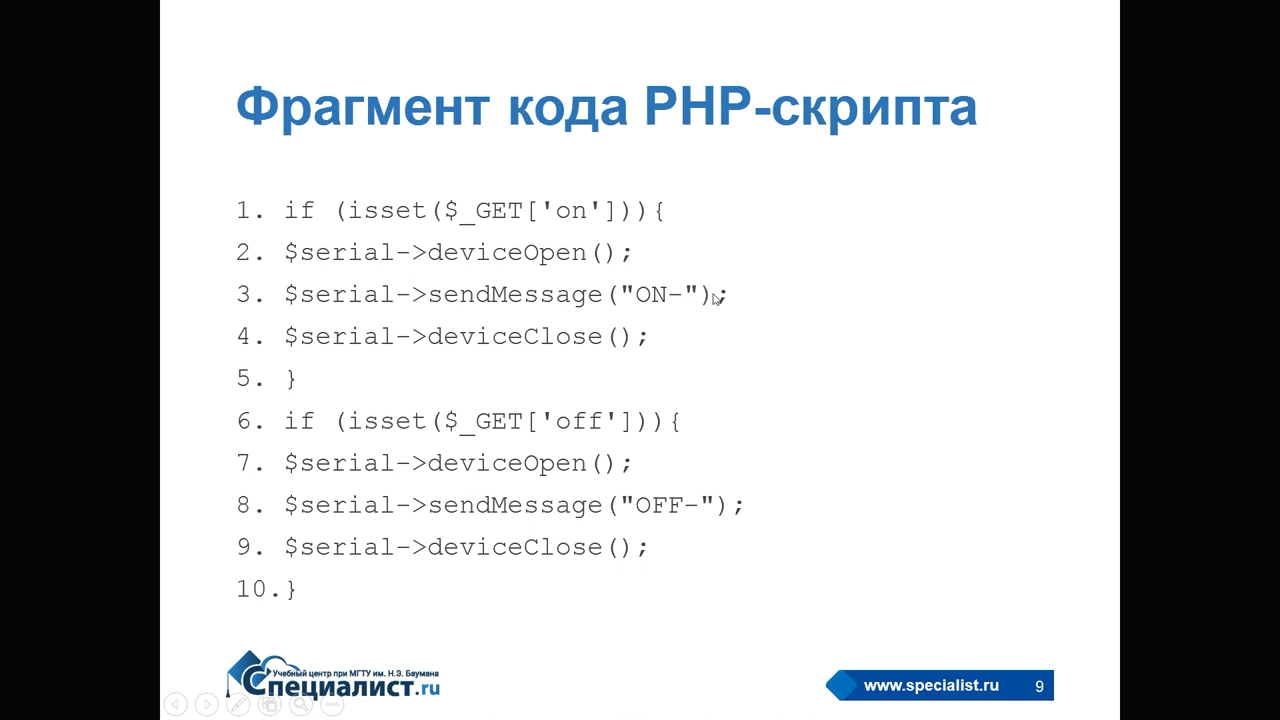 Фрагмент кода PHP-скрипта
1. if (isset($_GET['on'])){
2. $serial->deviceOpen();
3. $serial->sendMessage("ON-");
4. $serial->deviceClose();
5. }
6. if (isset($_GET['off'])){
7. $serial->deviceOpen();
8. $serial->sendMessage("OFF-");
9. $serial->deviceClose();
10.}
Учебный центр при МГТУ им. Н.Э. Баумана
Специалист.ru
www.specialist.ru 9